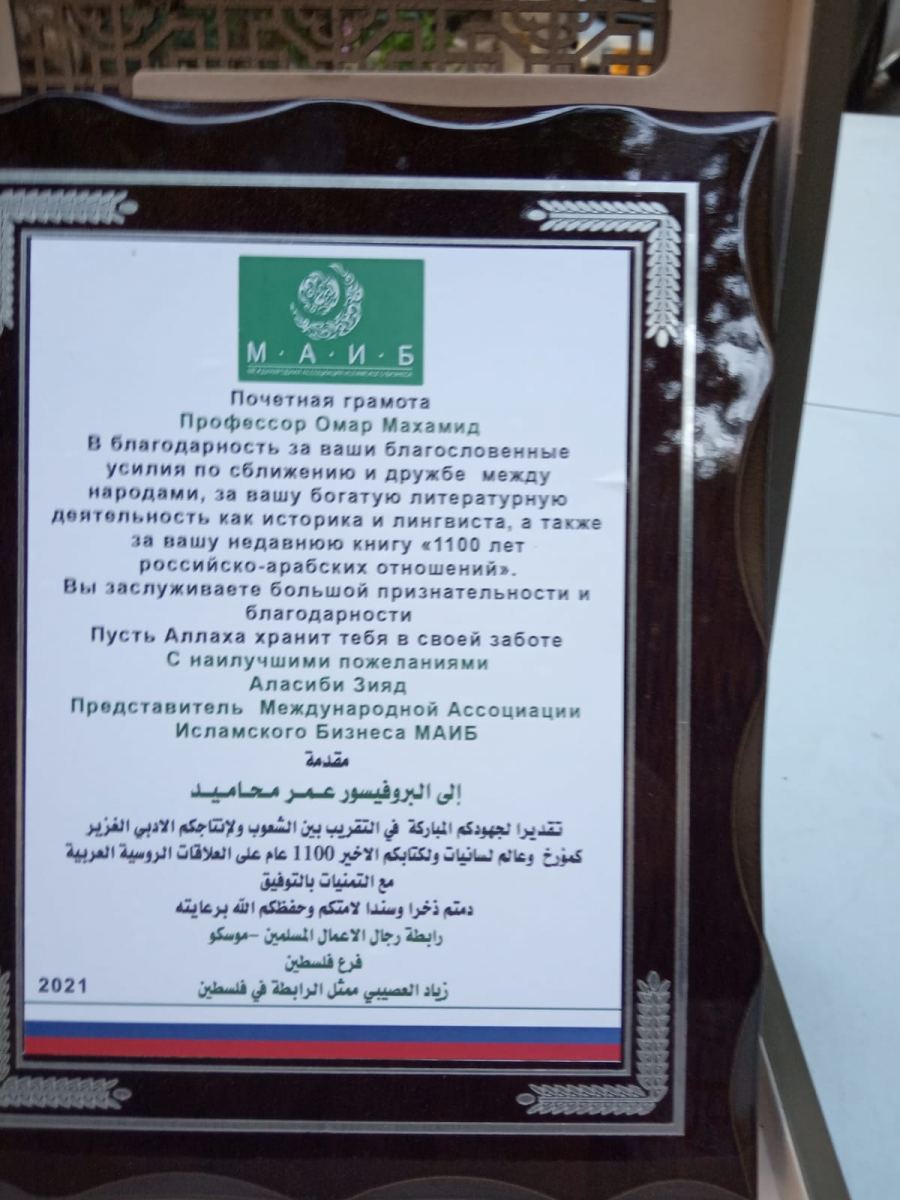 М·А·И·Б
МЕЖДУНАРОДНАЯ АССОЦИАЦИЯ ИСЛАМСКОГО БИЗНЕСА
Почетная грамота
Профессор Омар Махамид
В благодарность за ваши благословенные
усилия по сближению и дружбе между
народами, за вашу богатую литературную
деятельность как историка и лингвиста, а также
за вашу недавнюю книгу «1100 лет
российско-арабских отношений».
Вы заслуживаете большой признательности и
благодарности
Пусть Аллаха хранит тебя в своей заботе
С наилучшими пожеланиями
Аласиби Зияд
Представитель Международной Ассоциации
Исламского Бизнеса МАИБ
مقدمة
إلى البروفيسور عمر محاميد
تقديرا لجهودكم المباركة في التقريب بين الشعوب ولإنتاجكم الادبي الغزير
كمؤرخ وعالم لسانيات ولكتابكم الاخير 1100 عام على العلاقات الروسية العربية
مع التمنيات بالتوفيق
دمتم ذخرا وسندا لامتكم وحفظكم الله برعايته
رابطة رجال الاعمال المسلمين –موسكو
فرع فلسطين
زياد العصيبي ممثل الرابطة في فلسطين
2021